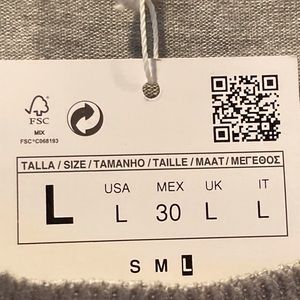 FSC
MIX
FSC® C068193
TALLA / SIZE / TAMANHO / TAILLE / MAAT / ΜΕΓΕΘΟΣ
L
USA MEX UK IT
L 30 L L
S M L